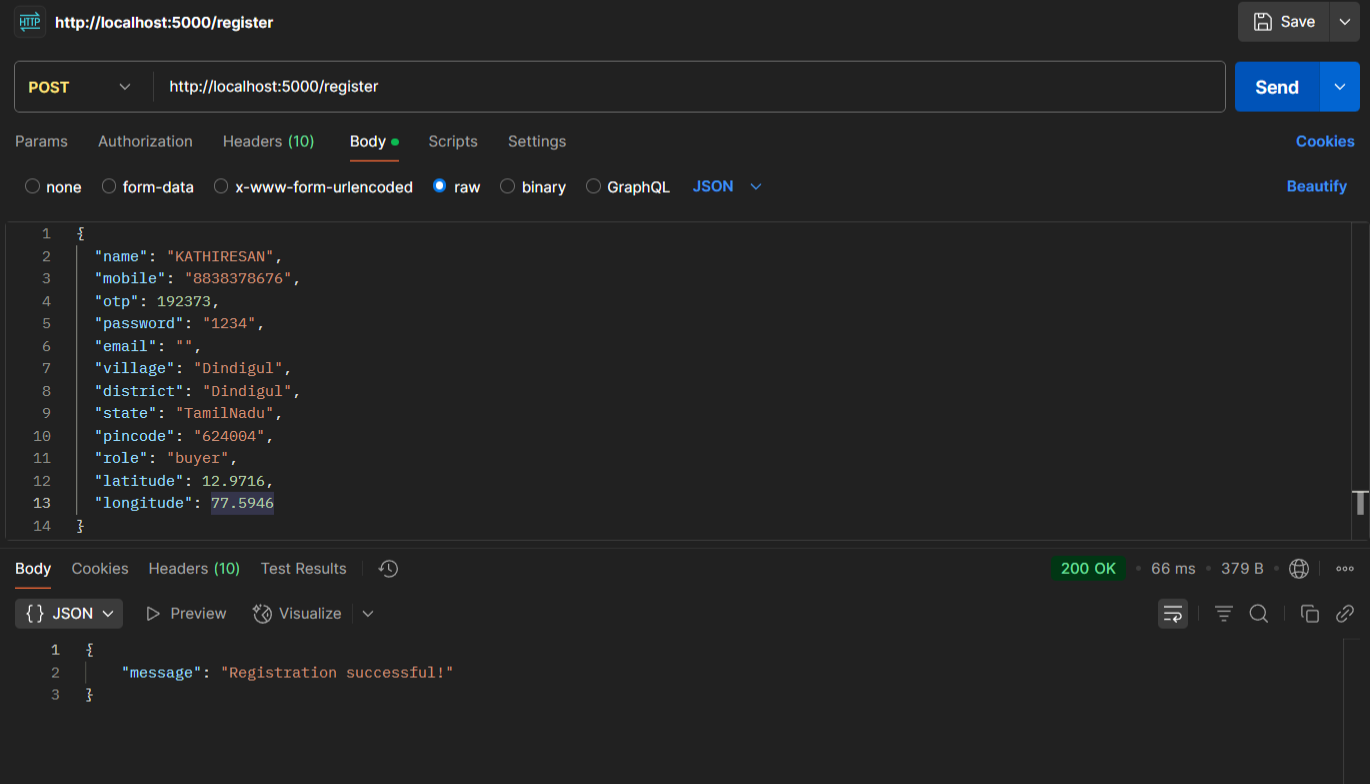 HTTP http://localhost:5000/register Save
POST http://localhost:5000/register Send
Params Authorization Headers (10) Body Scripts Settings Cookies
none form-data x-www-form-urlencoded raw binary GraphQL JSON Beautify
1 {
2 "name": "KATHIRESAN",
3 "mobile": "8838378676",
4 "otp": 192373,
5 "password": "1234",
6 "email": "",
7 "village": "Dindigul",
8 "district": "Dindigul",
9 "state": "TamilNadu",
10 "pincode": "624004",
11 "role": "buyer",
12 "latitude": 12.9716,
13 "longitude": 77.5946
14 }
Body Cookies Headers (10) Test Results 200 OK • 66 ms • 379 B •
{} JSON Preview Visualize
1 {
2 "message": "Registration successful!"
3 }